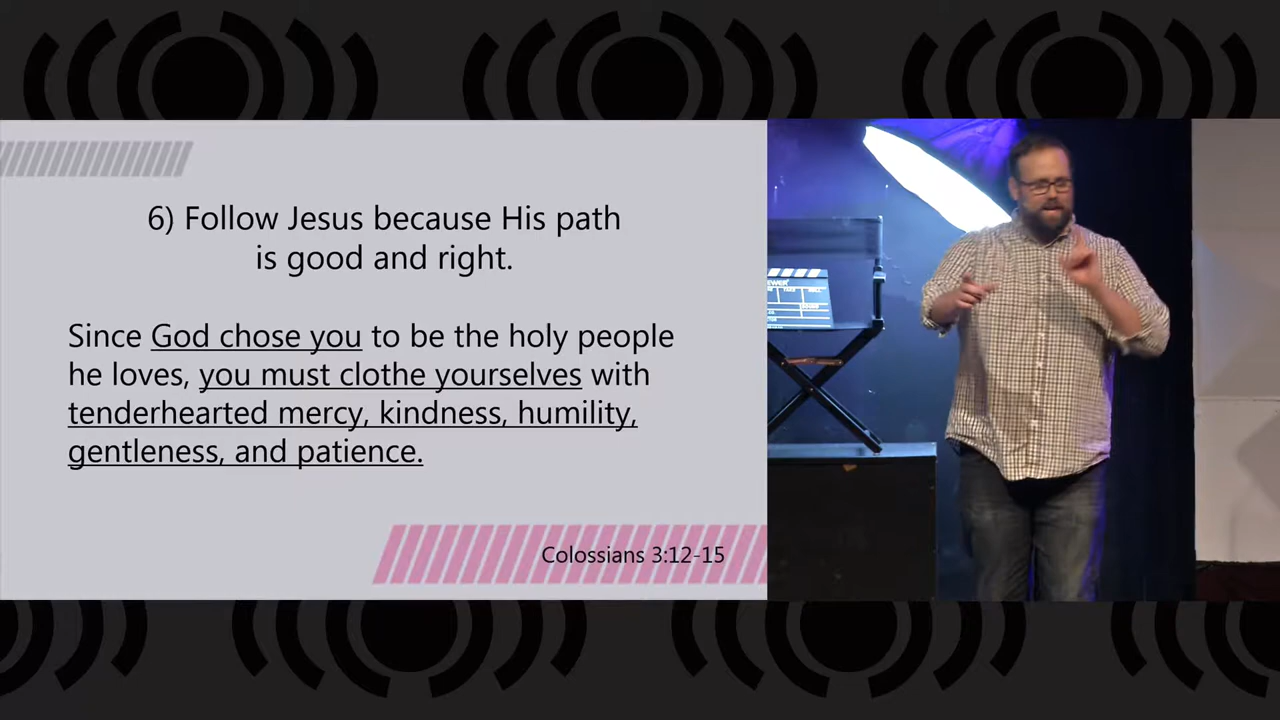 6) Follow Jesus because His path
is good and right.
Since God chose you to be the holy people
he loves, you must clothe yourselves with
tenderhearted mercy, kindness, humility,
gentleness, and patience.
Colossians 3:12-15